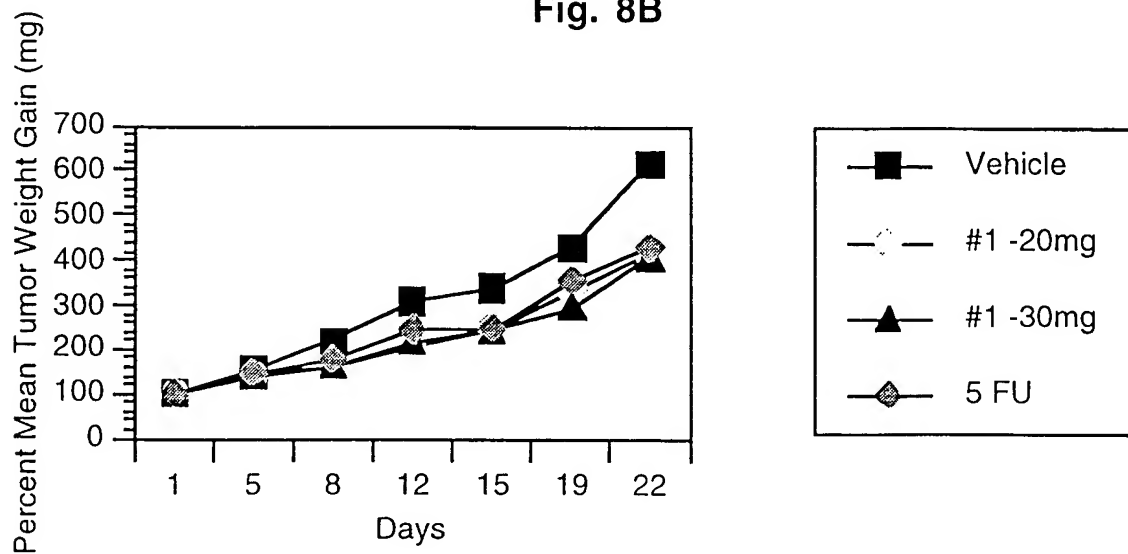 Fig. 8B
Percent Mean Tumor Weight Gain (mg)
700
600
500
400
300
200
100
0
1 5 8 12 15 19 22
Days
Vehicle
#1 -20mg
#1 -30mg
5 FU